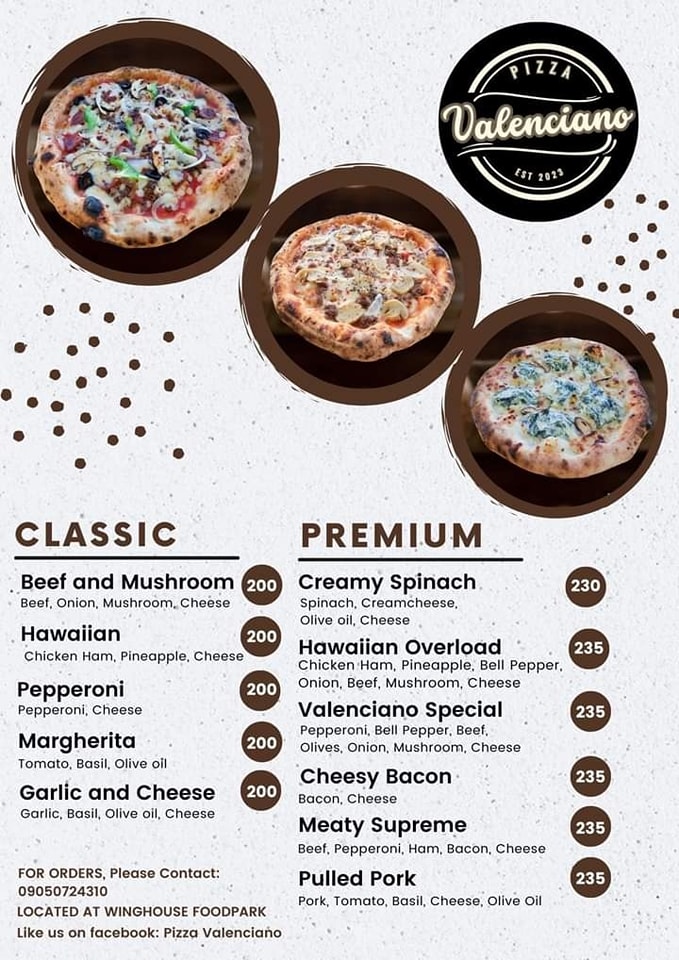 PIZZA
Valenciano
EST 2023
CLASSIC
Beef and Mushroom 200
Beef, Onion, Mushroom, Cheese
Hawaiian 200
Chicken Ham, Pineapple, Cheese
Pepperoni 200
Pepperoni, Cheese
Margherita 200
Tomato, Basil, Olive oil
Garlic and Cheese 200
Garlic, Basil, Olive oil, Cheese
FOR ORDERS, Please Contact:
09050724310
LOCATED AT WINGHOUSE FOODPARK
Like us on facebook: Pizza Valenciano
PREMIUM
Creamy Spinach 230
Spinach, Creamcheese,
Olive oil, Cheese
Hawaiian Overload 235
Chicken Ham, Pineapple, Bell Pepper,
Onion, Beef, Mushroom, Cheese
Valenciano Special 235
Pepperoni, Bell Pepper, Beef,
Olives, Onion, Mushroom, Cheese
Cheesy Bacon 235
Bacon, Cheese
Meaty Supreme 235
Beef, Pepperoni, Ham, Bacon, Cheese
Pulled Pork 235
Pork, Tomato, Basil, Cheese, Olive Oil